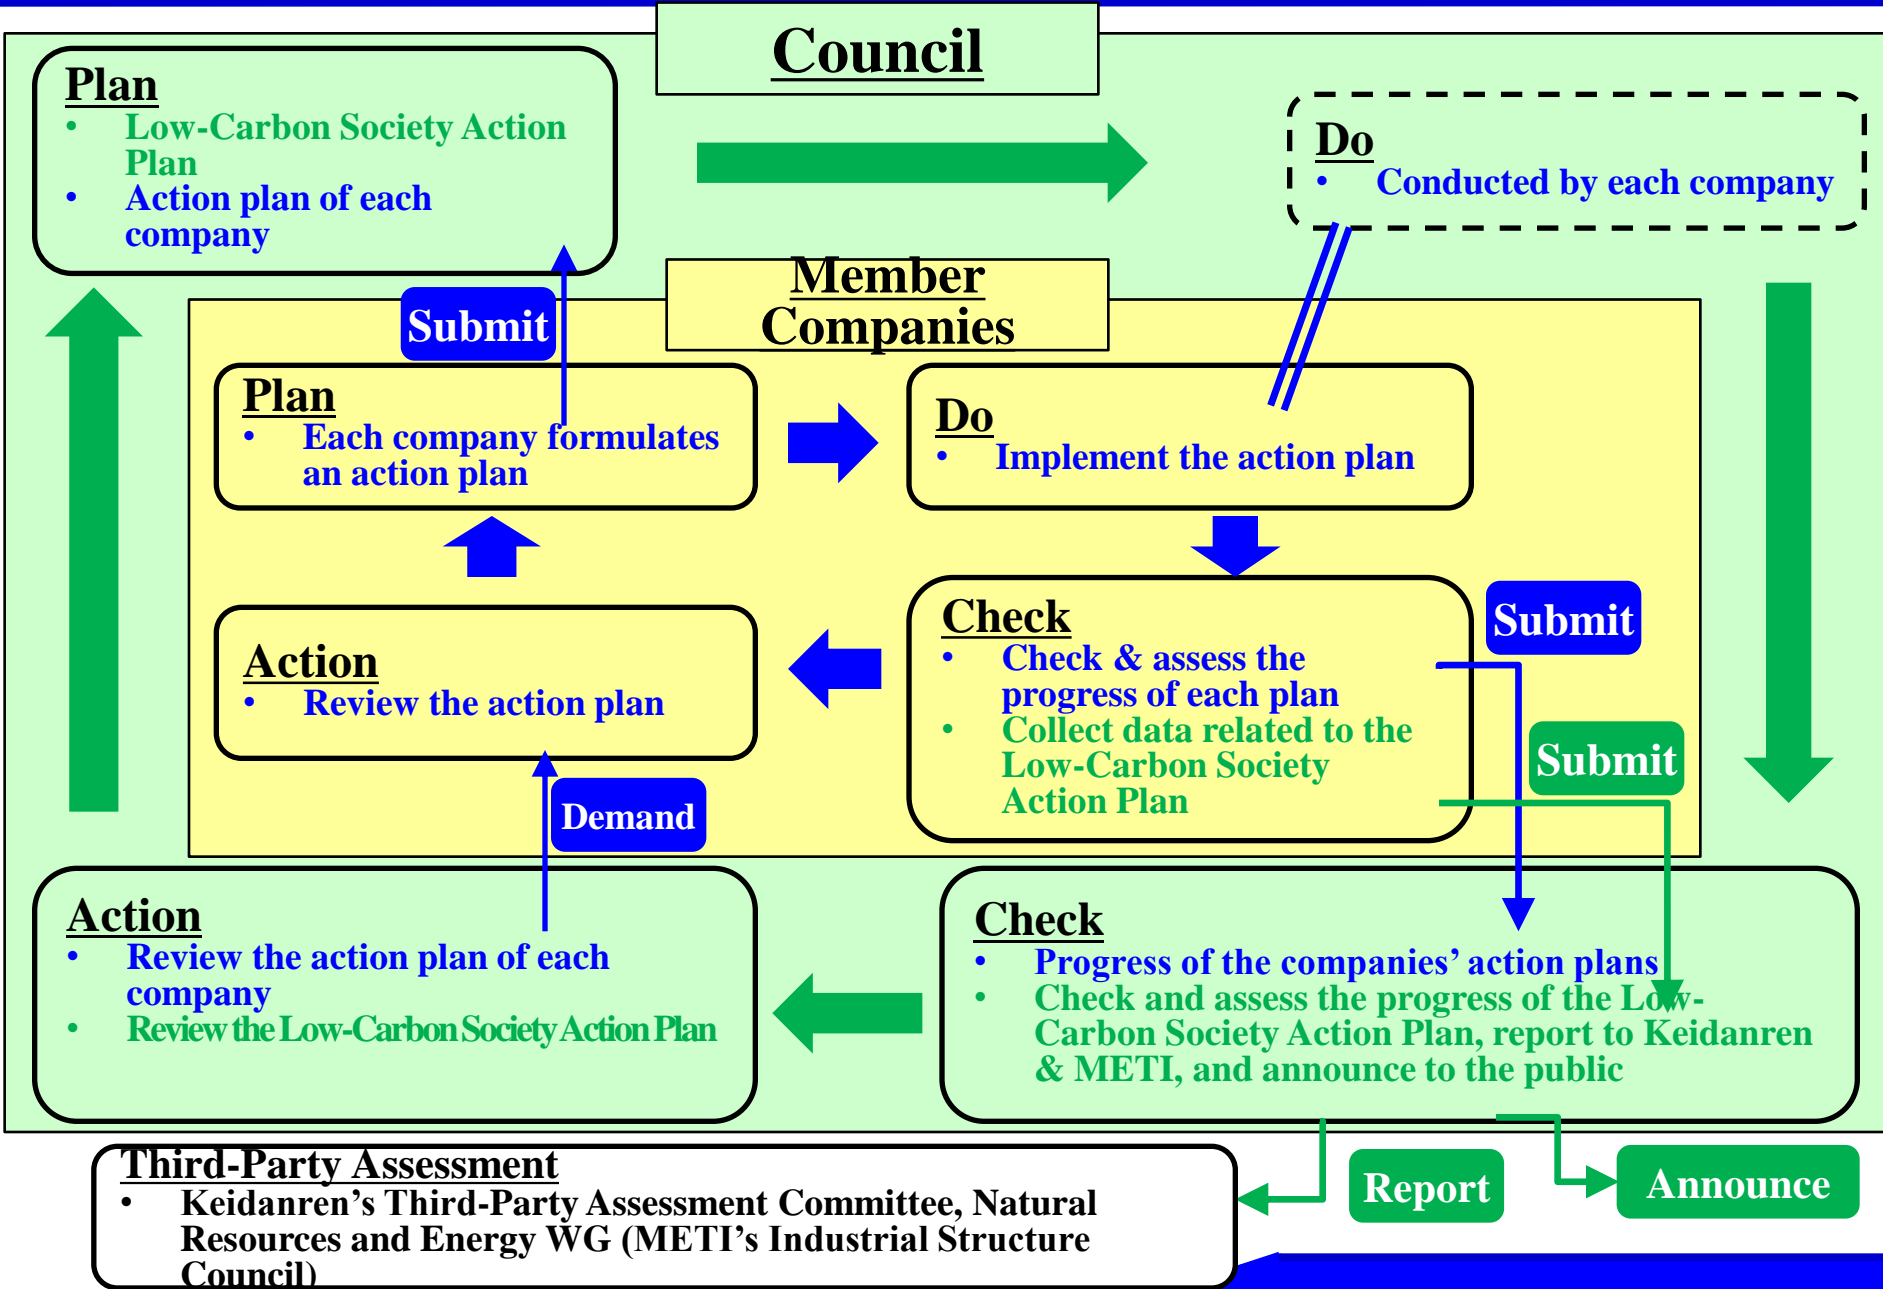 Council
Plan
• Low-Carbon Society Action
Plan
• Action plan of each
company
Do
• Conducted by each company
Member
Companies
Submit
Plan
• Each company formulates
an action plan
Do
• Implement the action plan
Action
• Review the action plan
Check
• Check & assess the
progress of each plan
• Collect data related to the
Low-Carbon Society
Action Plan
Submit
Submit
Demand
Action
• Review the action plan of each
company
• Review the Low-Carbon Society Action Plan
Check
• Progress of the companies’ action plans
• Check and assess the progress of the Low-
Carbon Society Action Plan, report to Keidanren
& METI, and announce to the public
Third-Party Assessment
• Keidanren’s Third-Party Assessment Committee, Natural
Resources and Energy WG (METI’s Industrial Structure
Council)
Report
Announce